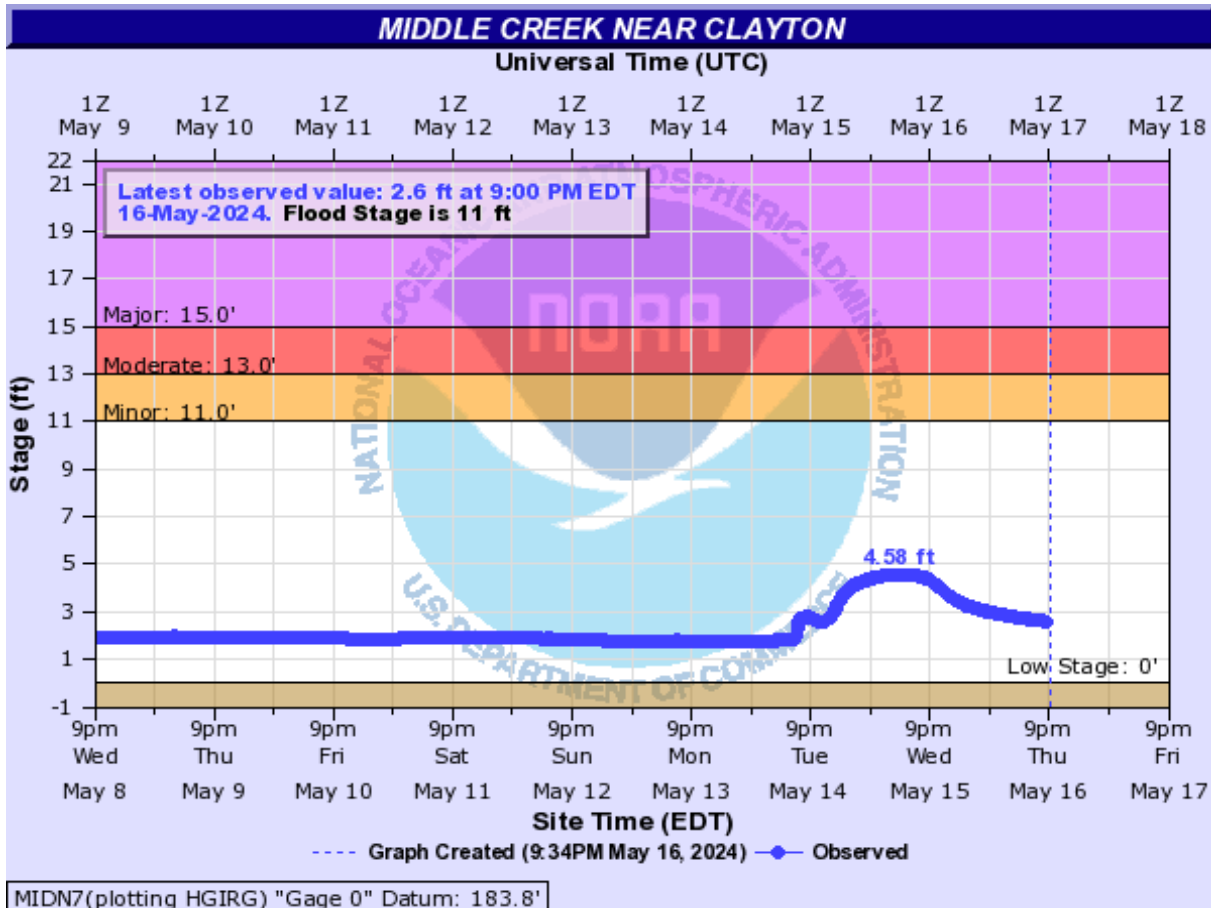 MIDDLE CREEK NEAR CLAYTON
Universal Time (UTC)
1Z 1Z 1Z 1Z 1Z 1Z 1Z 1Z 1Z 1Z
May 9 May 10 May 11 May 12 May 13 May 14 May 15 May 16 May 17 May 18
22
21
Latest observed value: 2.6 ft at 9:00 PM EDT
16-May-2024. Flood Stage is 11 ft
19
17
Major: 15.0'
15
Moderate: 13.0'
13
Minor: 11.0'
11
9
7
5
3
1
-1
Stage (ft)
NATIONAL OCEANIC AND ATMOSPHERIC ADMINISTRATION
NOAA
U.S. DEPARTMENT OF COMMERCE
4.58 ft
Low Stage: 0'
9pm 9pm 9pm 9pm 9pm 9pm 9pm 9pm 9pm 9pm
Wed Thu Fri Sat Sun Mon Tue Wed Thu Fri
May 8 May 9 May 10 May 11 May 12 May 13 May 14 May 15 May 16 May 17
Site Time (EDT)
Graph Created (9:34PM May 16, 2024) Observed
MIDN7(plotting HGIRG) "Gage 0" Datum: 183.8'